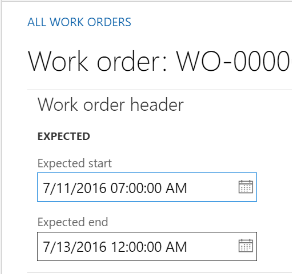 ALL WORK ORDERS
Work order: WO-0000
Work order header
EXPECTED
Expected start
7/11/2016 07:00:00 AM
Expected end
7/13/2016 12:00:00 AM